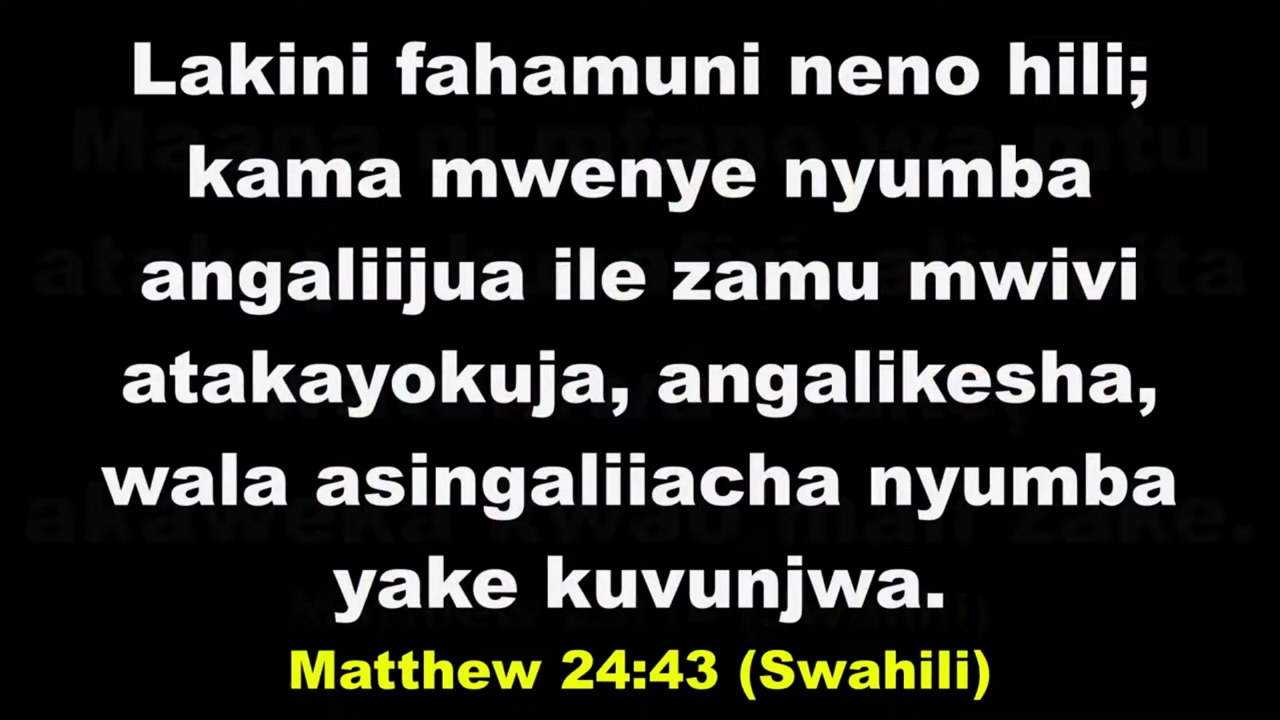 Lakini fahamuni neno hili;
kama mwenye nyumba
angaliijua ile zamu mwivi
atakayokuja, angalikesha,
wala asingaliiacha nyumba
yake kuvunjwa.
Matthew 24:43 (Swahili)